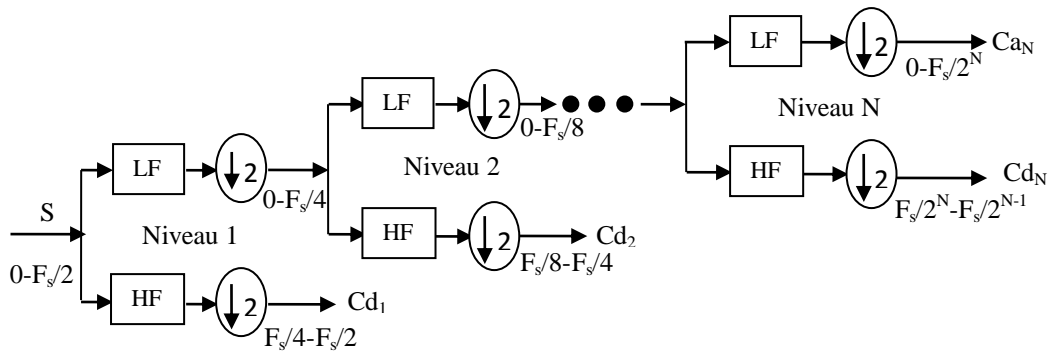 LF
↓2
Ca_N
0-F_s/2^N
LF
↓2
0-F_s/8
Niveau N
LF
↓2
0-F_s/4
Niveau 2
HF
↓2
Cd_N
F_s/2^N-F_s/2^{N-1}
S
0-F_s/2
Niveau 1
HF
↓2
Cd_2
F_s/8-F_s/4
HF
↓2
Cd_1
F_s/4-F_s/2